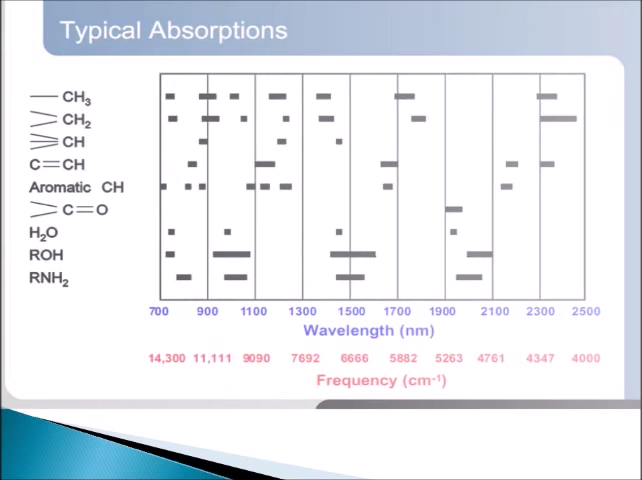 Typical Absorptions
CH3
CH2
CH
C=CH
Aromatic CH
C=O
H2O
ROH
RNH2
700 900 1100 1300 1500 1700 1900 2100 2300 2500
Wavelength (nm)
14,300 11,111 9090 7692 6666 5882 5263 4761 4347 4000
Frequency (cm-1)